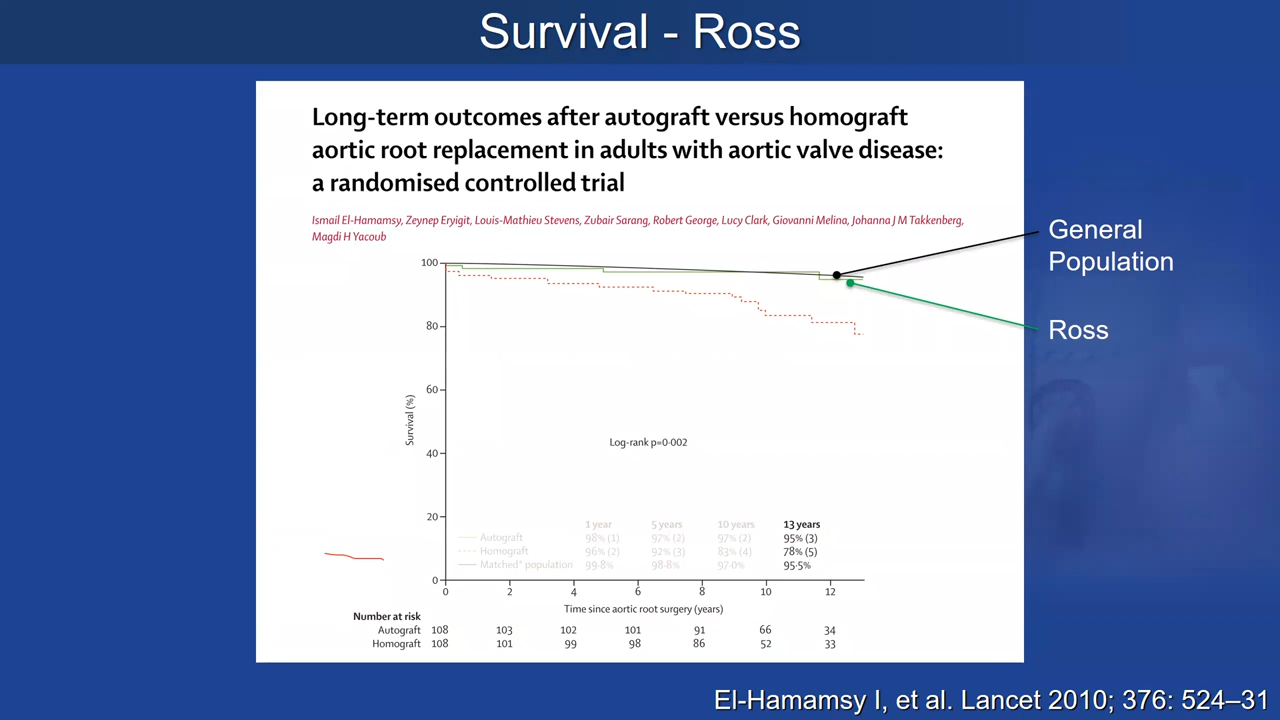 Survival - Ross
Long-term outcomes after autograft versus homograft
aortic root replacement in adults with aortic valve disease:
a randomised controlled trial
Ismail El-Hamamsy, Zeynep Eryigit, Louis-Mathieu Stevens, Zubair Sarang, Robert George, Lucy Clark, Giovanni Melina, Johanna J M Takkenberg,
Magdi H Yacoub
General
Population
Ross
100
80
60
40
20
0
Survival (%)
Log-rank p=0·002
1 year 5 years 10 years 13 years
Autograft 98% (1) 97% (2) 97% (2) 95% (3)
Homograft 96% (2) 92% (3) 83% (4) 78% (5)
Matched* population 99·8% 98·8% 97·0% 95·5%
0 2 4 6 8 10 12
Time since aortic root surgery (years)
Number at risk
Autograft 108 103 102 101 91 66 34
Homograft 108 101 99 98 86 52 33
El-Hamamsy I, et al. Lancet 2010; 376: 524–31